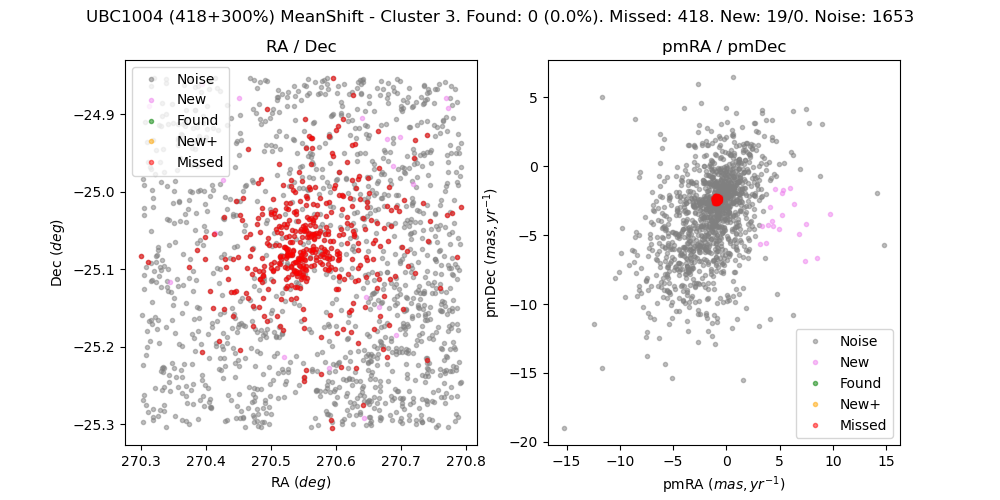 UBC1004 (418+300%) MeanShift - Cluster 3. Found: 0 (0.0%). Missed: 418. New: 19/0. Noise: 1653
RA / Dec
pmRA / pmDec
Noise
New
Found
New+
Missed
−24.9
−25.0
−25.1
−25.2
−25.3
Dec (deg)
270.3 270.4 270.5 270.6 270.7 270.8
RA (deg)
5
0
−5
−10
−15
−20
pmDec (mas, yr⁻¹)
Noise
New
Found
New+
Missed
−15 −10 −5 0 5 10 15
pmRA (mas, yr⁻¹)